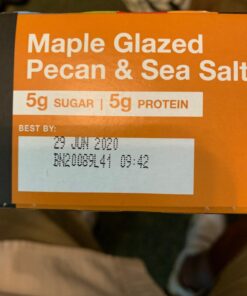 Maple Glazed
Pecan & Sea Salt
5g SUGAR | 5g PROTEIN
BEST BY:
29 JUN 2020
BN20089L41 09:42